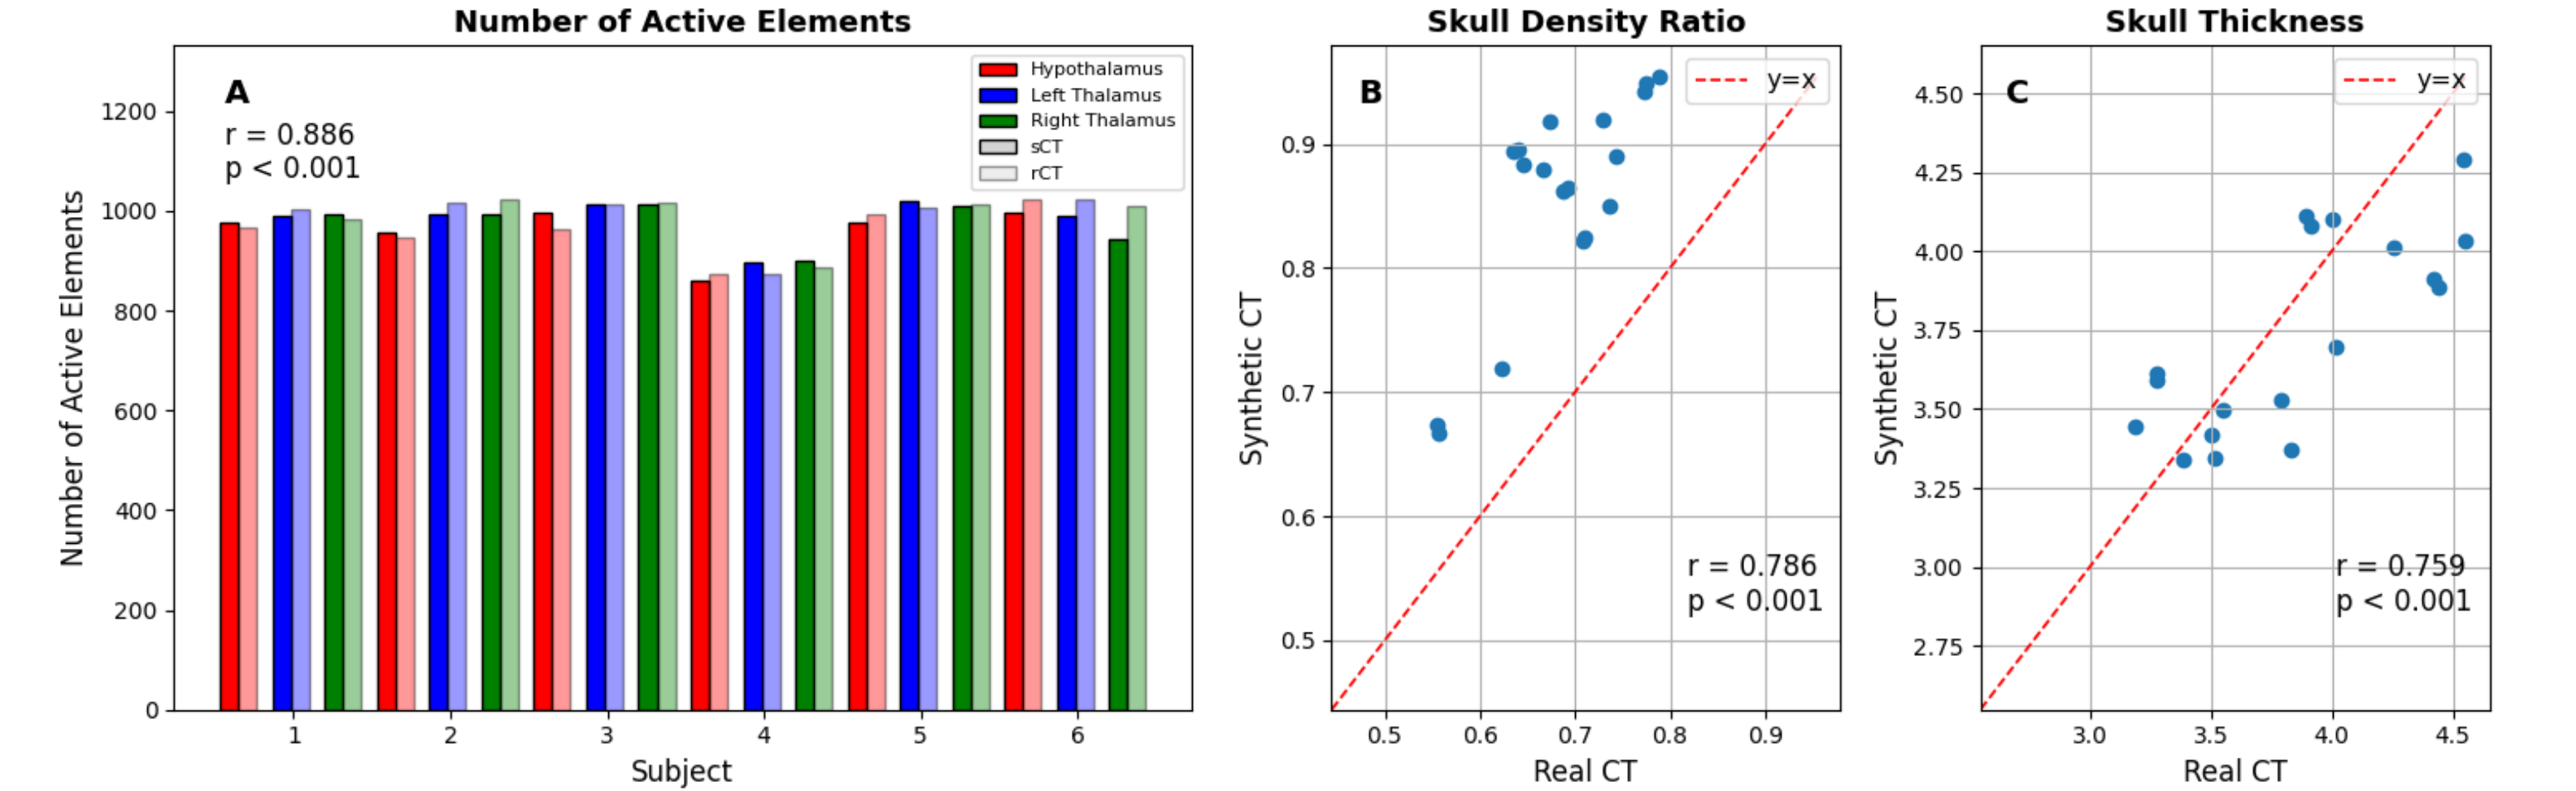 Number of Active Elements
A
r = 0.886
p < 0.001
Hypothalamus
Left Thalamus
Right Thalamus
sCT
rCT
Number of Active Elements
1200
1000
800
600
400
200
0
1 2 3 4 5 6
Subject
Skull Density Ratio
B
y=x
Synthetic CT
0.9
0.8
0.7
0.6
0.5
r = 0.786
p < 0.001
0.5 0.6 0.7 0.8 0.9
Real CT
Skull Thickness
C
y=x
Synthetic CT
4.50
4.25
4.00
3.75
3.50
3.25
3.00
2.75
r = 0.759
p < 0.001
3.0 3.5 4.0 4.5
Real CT